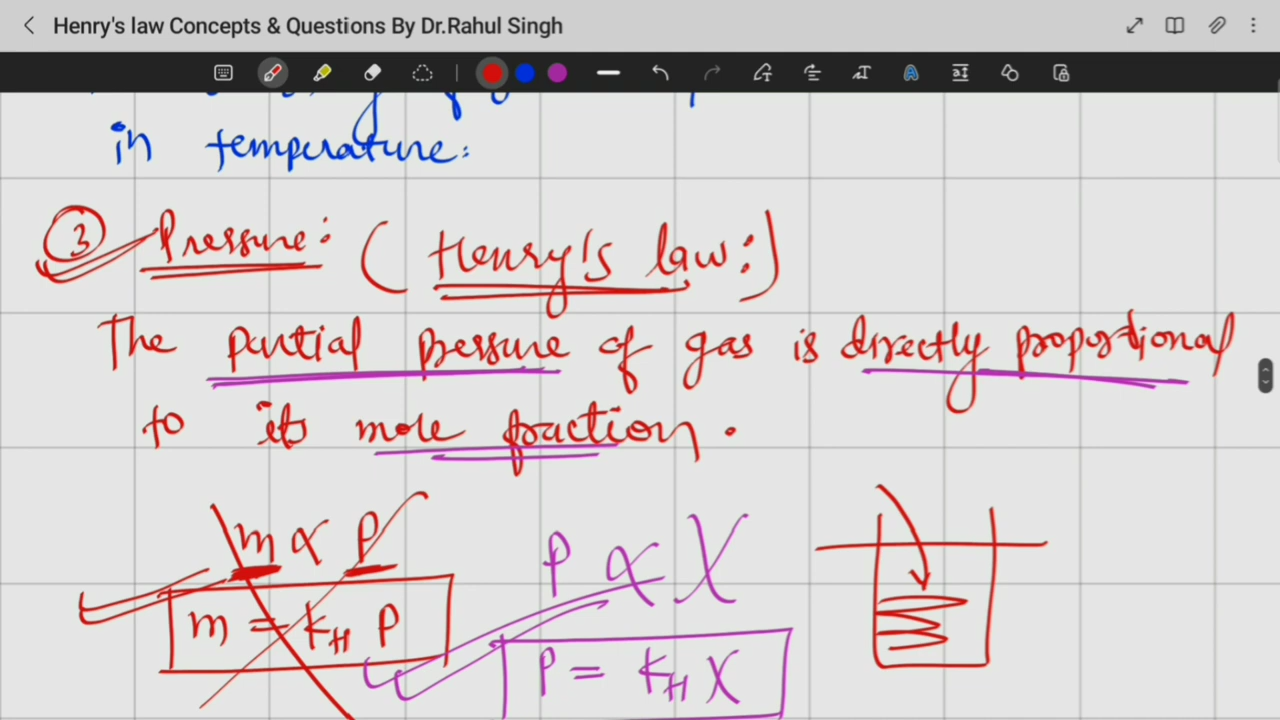 Henry's law Concepts & Questions By Dr.Rahul Singh
in temperature:
③ Pressure: (Henry's law:)
The partial pressure of gas is directly proportional
to its mole fraction.
m ∝ P
m = KH P
P ∝ X
P = KH X